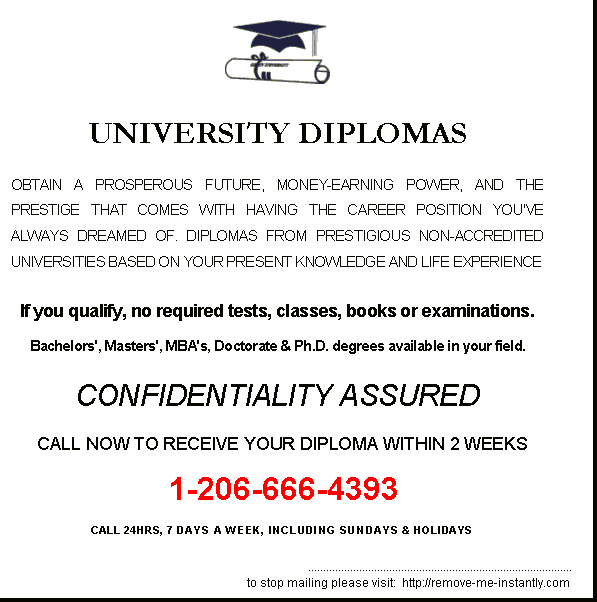 UNIVERSITY DIPLOMAS
OBTAIN A PROSPEROUS FUTURE, MONEY-EARNING POWER, AND THE
PRESTIGE THAT COMES WITH HAVING THE CAREER POSITION YOU'VE
ALWAYS DREAMED OF. DIPLOMAS FROM PRESTIGIOUS NON-ACCREDITED
UNIVERSITIES BASED ON YOUR PRESENT KNOWLEDGE AND LIFE EXPERIENCE
If you qualify, no required tests, classes, books or examinations.
Bachelors', Masters', MBA's, Doctorate & Ph.D. degrees available in your field.
CONFIDENTIALITY ASSURED
CALL NOW TO RECEIVE YOUR DIPLOMA WITHIN 2 WEEKS
1-206-666-4393
CALL 24HRS, 7 DAYS A WEEK, INCLUDING SUNDAYS & HOLIDAYS
to stop mailing please visit: http://remove-me-instantly.com